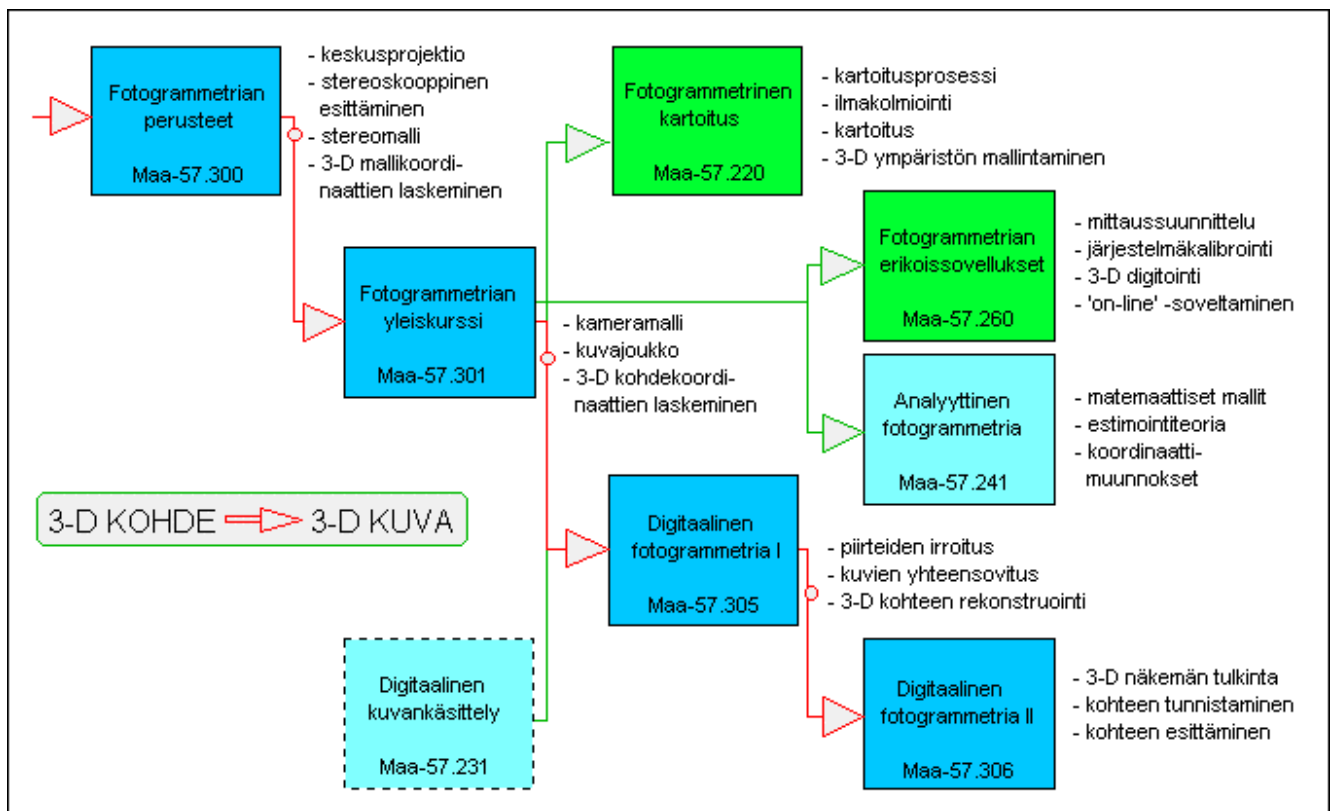 Fotogrammetrian
perusteet
Maa-57.300
- keskusprojektio
- stereoskooppinen
esittäminen
- stereomalli
- 3-D mallikoordi-
naattien laskeminen
Fotogrammetrinen
kartoitus
Maa-57.220
- kartoitusprosessi
- ilmakolmiointi
- kartoitus
- 3-D ympäristön mallintaminen
Fotogrammetrian
yleiskurssi
Maa-57.301
- kameramalli
- kuvajoukko
- 3-D kohdekoordi-
naattien laskeminen
Fotogrammetrian
erikoissovellukset
Maa-57.260
- mittaussuunnittelu
- järjestelmäkalibrointi
- 3-D digitointi
- 'on-line' -soveltaminen
Analyyttinen
fotogrammetria
Maa-57.241
- matemaattiset mallit
- estimointiteoria
- koordinaatti-
muunnokset
3-D KOHDE 3-D KUVA
Digitaalinen
fotogrammetria I
Maa-57.305
- piirteiden irroitus
- kuvien yhteensovitus
- 3-D kohteen rekonstruointi
Digitaalinen
kuvankäsittely
Maa-57.231
Digitaalinen
fotogrammetria II
Maa-57.306
- 3-D näkemän tulkinta
- kohteen tunnistaminen
- kohteen esittäminen